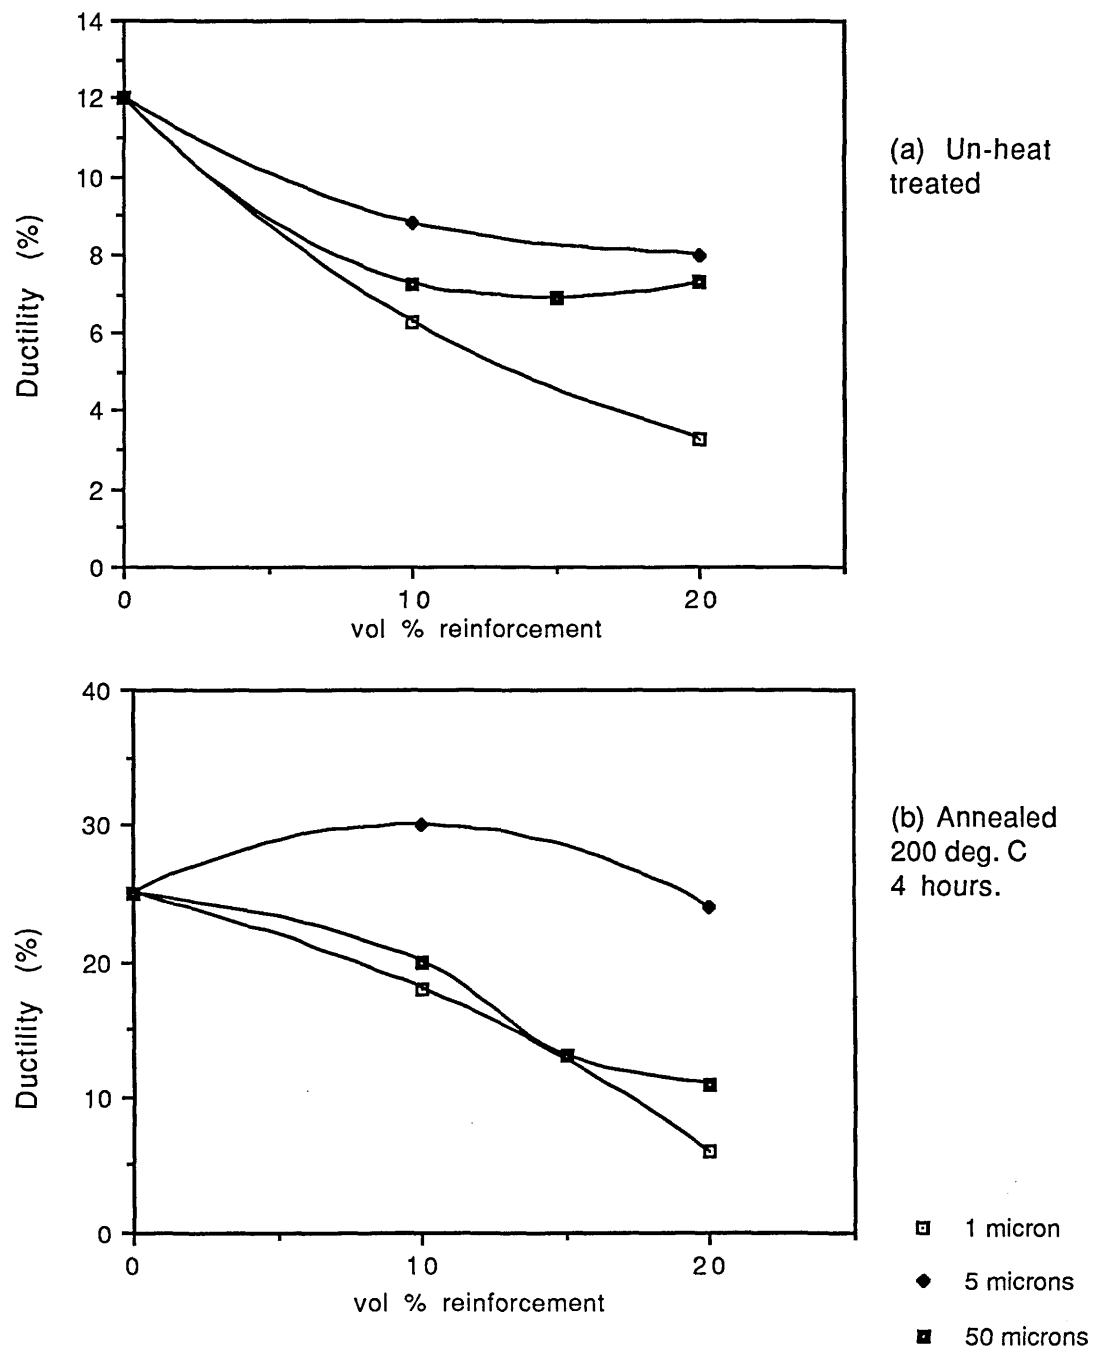 14
12
10
8
6
4
2
0
Ductility (%)
0 10 20
vol % reinforcement
(a) Un-heat
treated
40
30
20
10
0
Ductility (%)
0 10 20
vol % reinforcement
(b) Annealed
200 deg. C
4 hours.
1 micron
5 microns
50 microns